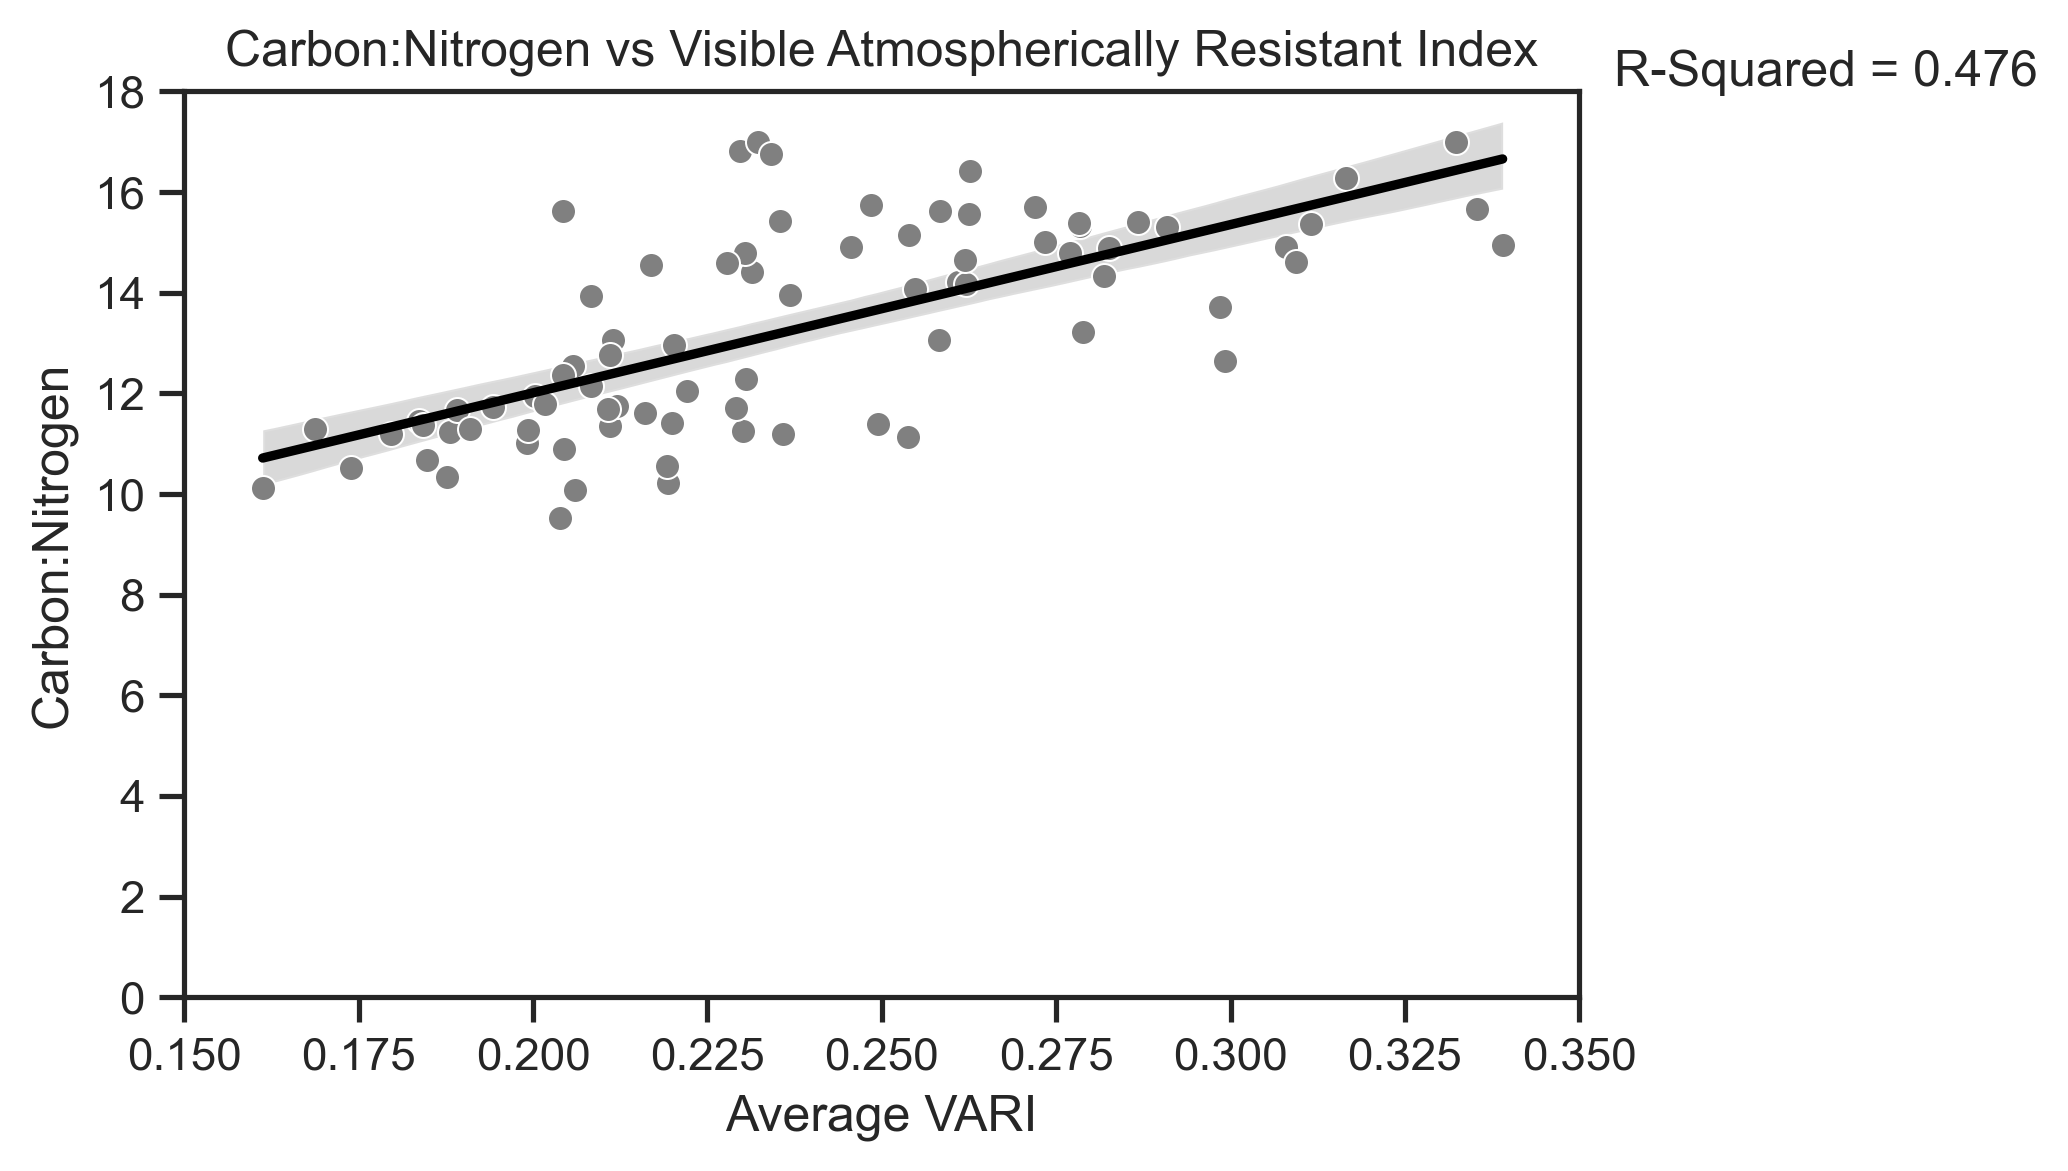 Carbon:Nitrogen vs Visible Atmospherically Resistant Index
R-Squared = 0.476
Carbon:Nitrogen
18
16
14
12
10
8
6
4
2
0
0.150 0.175 0.200 0.225 0.250 0.275 0.300 0.325 0.350
Average VARI